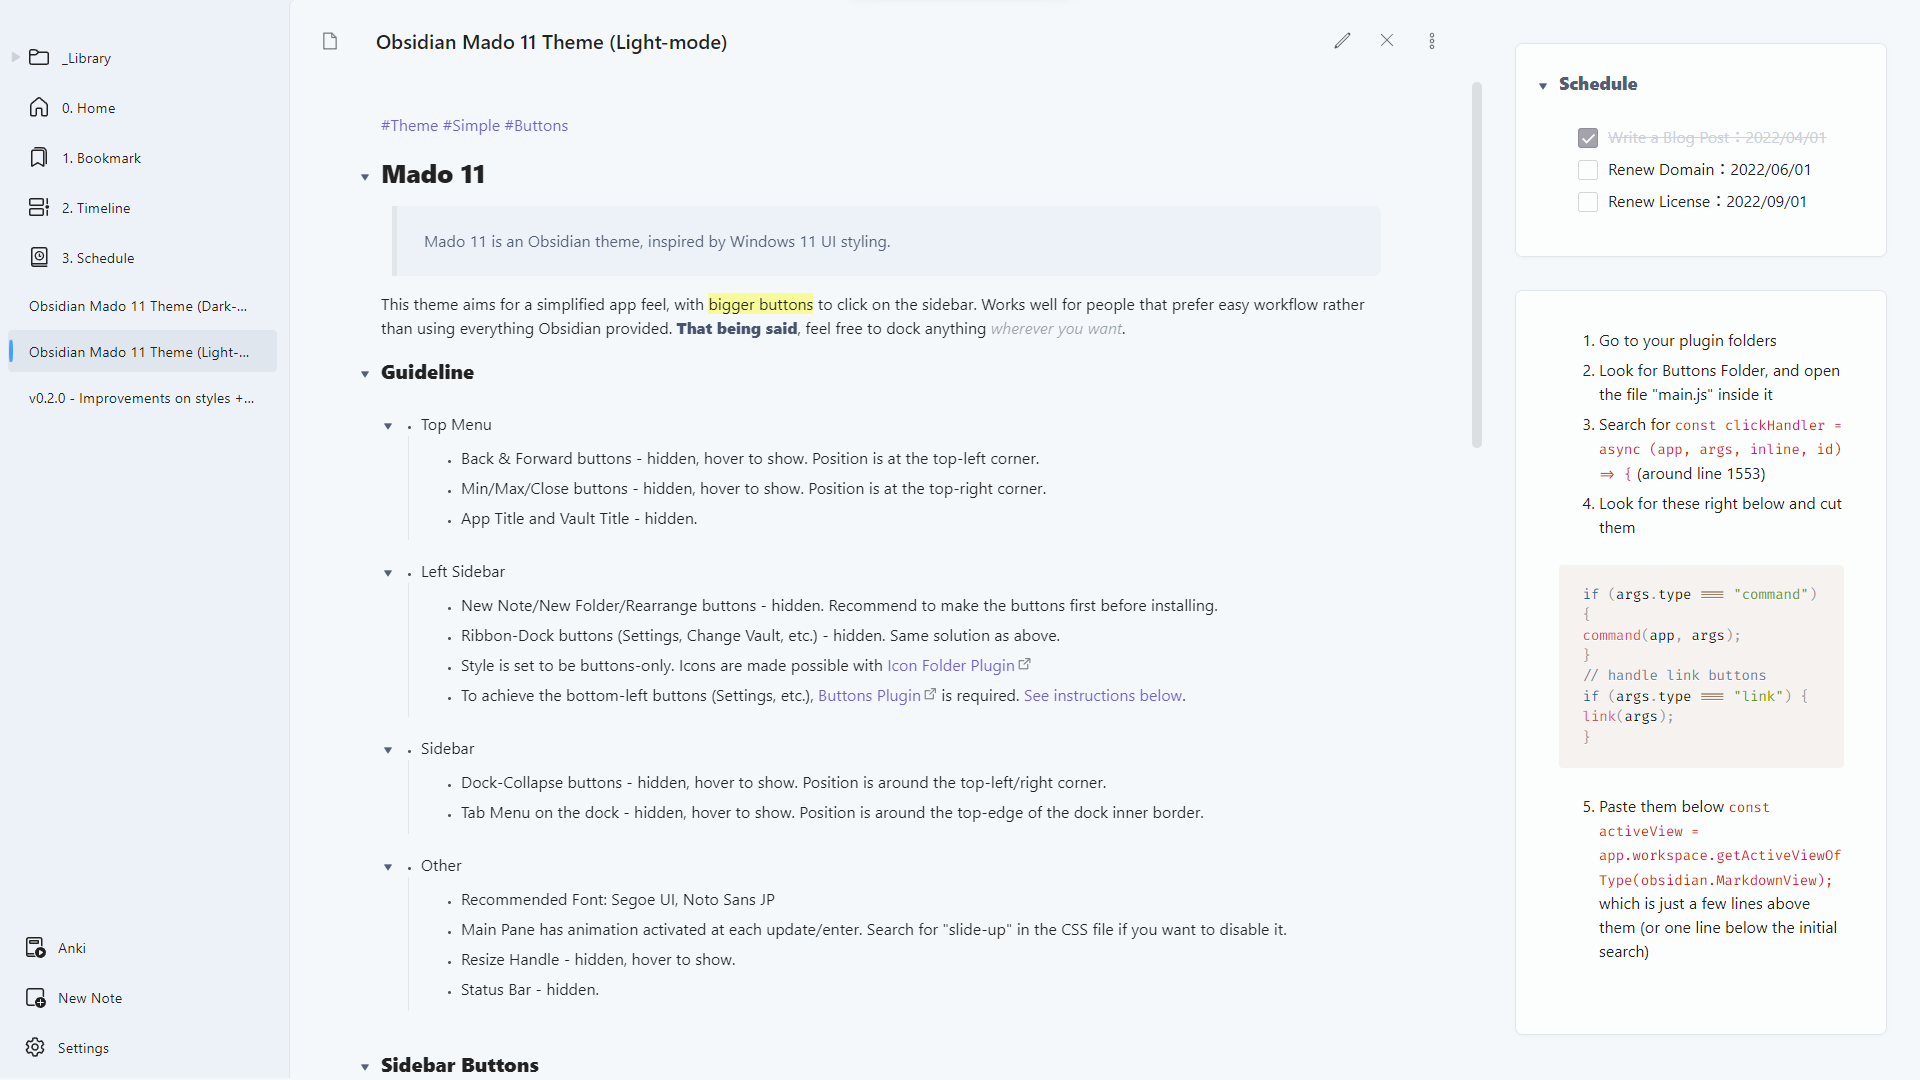 _Library
0. Home
1. Bookmark
2. Timeline
3. Schedule
Obsidian Mado 11 Theme (Dark-...
Obsidian Mado 11 Theme (Light-...
v0.2.0 - Improvements on styles +...
Anki
New Note
Settings
Obsidian Mado 11 Theme (Light-mode)
#Theme #Simple #Buttons
Mado 11
Mado 11 is an Obsidian theme, inspired by Windows 11 UI styling.
This theme aims for a simplified app feel, with bigger buttons to click on the sidebar. Works well for people that prefer easy workflow rather
than using everything Obsidian provided. That being said, feel free to dock anything wherever you want.
Guideline
• Top Menu
• Back & Forward buttons - hidden, hover to show. Position is at the top-left corner.
• Min/Max/Close buttons - hidden, hover to show. Position is at the top-right corner.
• App Title and Vault Title - hidden.
• Left Sidebar
• New Note/New Folder/Rearrange buttons - hidden. Recommend to make the buttons first before installing.
• Ribbon-Dock buttons (Settings, Change Vault, etc.) - hidden. Same solution as above.
• Style is set to be buttons-only. Icons are made possible with Icon Folder Plugin
• To achieve the bottom-left buttons (Settings, etc.), Buttons Plugin is required. See instructions below.
• Sidebar
• Dock-Collapse buttons - hidden, hover to show. Position is around the top-left/right corner.
• Tab Menu on the dock - hidden, hover to show. Position is around the top-edge of the dock inner border.
• Other
• Recommended Font: Segoe UI, Noto Sans JP
• Main Pane has animation activated at each update/enter. Search for "slide-up" in the CSS file if you want to disable it.
• Resize Handle - hidden, hover to show.
• Status Bar - hidden.
Sidebar Buttons
Schedule
Write a Blog Post：2022/04/01
Renew Domain：2022/06/01
Renew License：2022/09/01
1. Go to your plugin folders
2. Look for Buttons Folder, and open
the file "main.js" inside it
3. Search for const clickHandler =
async (app, args, inline, id)
=> { (around line 1553)
4. Look for these right below and cut
them
if (args.type === "command")
{
command(app, args);
}
// handle link buttons
if (args.type === "link") {
link(args);
}
5. Paste them below const
activeView =
app.workspace.getActiveViewOf
Type(obsidian.MarkdownView);
which is just a few lines above
them (or one line below the initial
search)